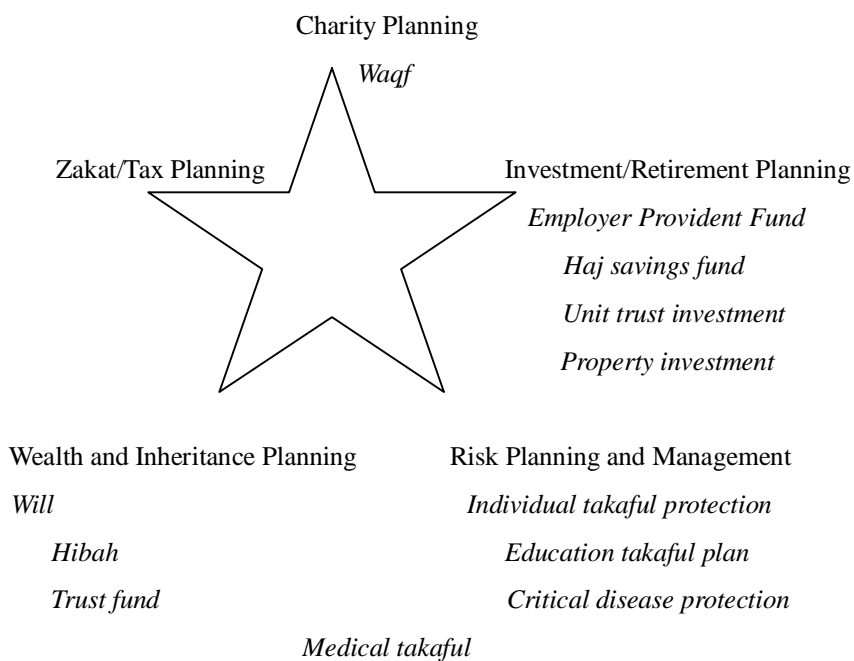 Charity Planning
Waqf
Zakat/Tax Planning
Investment/Retirement Planning
Employer Provident Fund
Haj savings fund
Unit trust investment
Property investment
Wealth and Inheritance Planning
Will
Hibah
Trust fund
Risk Planning and Management
Individual takaful protection
Education takaful plan
Critical disease protection
Medical takaful